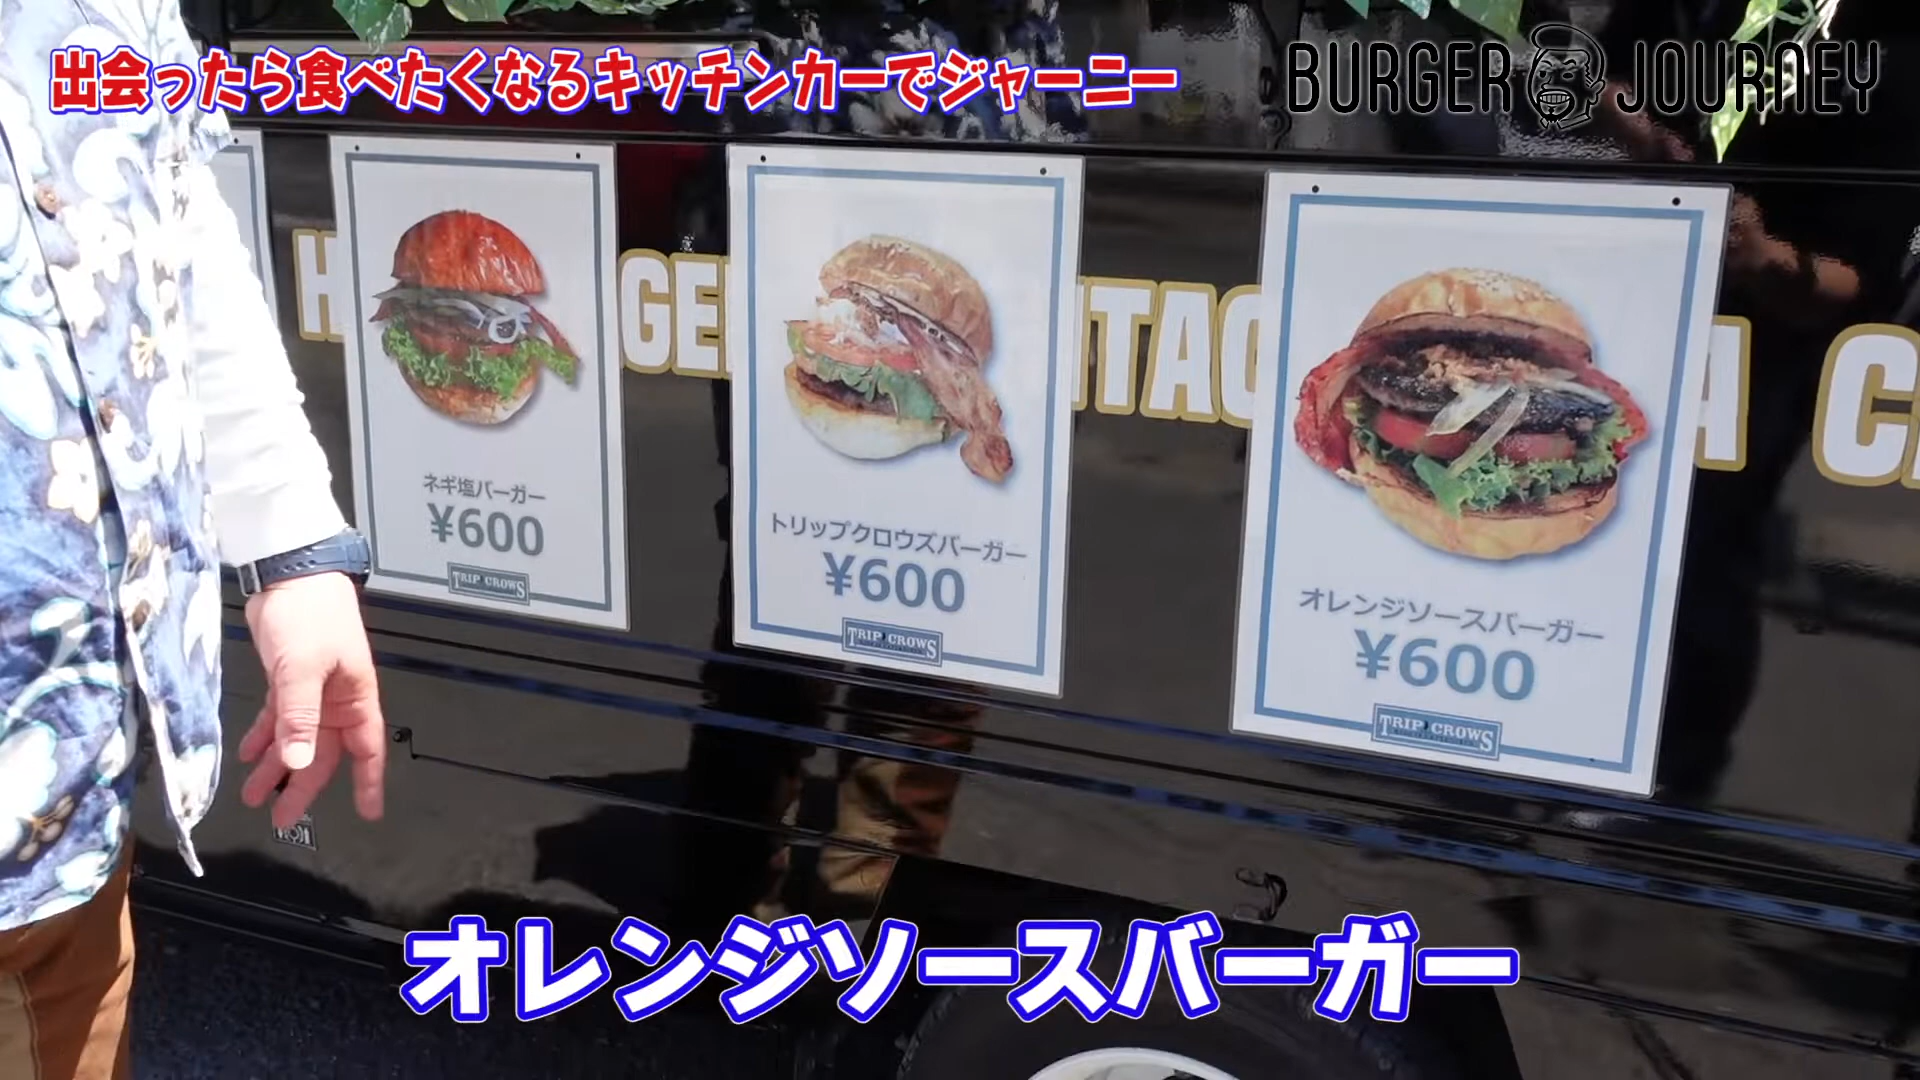 出会ったら食べたくなるキッチンカーでジャーニー
BURGER JOURNEY
ネギ塩バーガー
¥600
TRIP CROWS
トリップクロウズバーガー
¥600
TRIP CROWS
オレンジソースバーガー
¥600
TRIP CROWS
オレンジソースバーガー